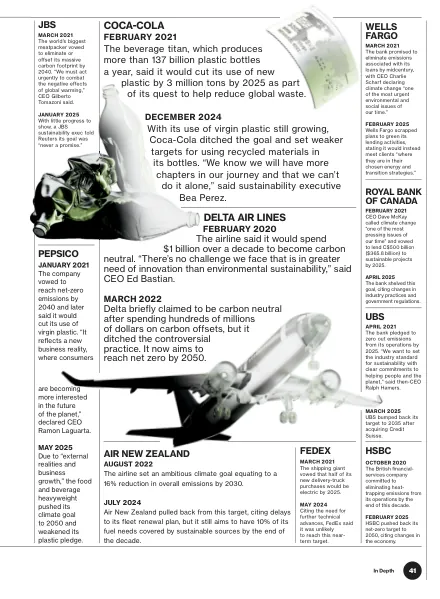 JBS
MARCH 2021
The world's biggest
meatpacker vowed to
eliminate or
offset its massive
carbon footprint by
2040. "We must act
urgently to combat
the negative effects
of global warming,"
CEO Gilberto
Tomazoni said.
JANUARY 2025
With little progress to
show, a JBS
sustainability exec told
Reuters its goal was
"never a promise."
PEPSICO
JANUARY 2021
The company
vowed to
reach net-zero
emissions by
2040 and later
said it would
cut its use of
virgin plastic. "It
reflects a new
business reality,
where consumers
are becoming
more interested
in the future
of the planet,"
declared CEO
Ramon Laguarta.
MAY 2025
Due to "external
realities and
business
growth," the food
and beverage
heavyweight
pushed its
climate goal
to 2050 and
weakened its
plastic pledge.
COCA-COLA
FEBRUARY 2021
The beverage titan, which produces
more than 137 billion plastic bottles
a year, said it would cut its use of new
plastic by 3 million tons by 2025 as part
of its quest to help reduce global waste.
DECEMBER 2024
With its use of virgin plastic still growing,
Coca-Cola ditched the goal and set weaker
targets for using recycled materials in
its bottles. "We know we will have more
chapters in our journey and that we can't
do it alone," said sustainability executive
Bea Perez.
DELTA AIR LINES
FEBRUARY 2020
The airline said it would spend
$1 billion over a decade to become carbon
neutral. "There's no challenge we face that is in greater
need of innovation than environmental sustainability," said
CEO Ed Bastian.
MARCH 2022
Delta briefly claimed to be carbon neutral
after spending hundreds of millions
of dollars on carbon offsets, but it
ditched the controversial
practice. It now aims to
reach net zero by 2050.
AIR NEW ZEALAND
AUGUST 2022
The airline set an ambitious climate goal equating to a
16% reduction in overall emissions by 2030.
JULY 2024
Air New Zealand pulled back from this target, citing delays
to its fleet renewal plan, but it still aims to have 10% of its
fuel needs covered by sustainable sources by the end of
the decade.
FEDEX
MARCH 2021
The shipping giant
vowed that half of its
new delivery-truck
purchases would be
electric by 2025.
MAY 2024
Citing the need for
further technical
advances, FedEx said
it was unlikely
to reach this near-
term target.
WELLS
FARGO
MARCH 2021
The bank promised to
eliminate emissions
associated with its
loans by midcentury,
with CEO Charlie
Scharf declaring
climate change "one
of the most urgent
environmental and
social issues of
our time."
FEBRUARY 2025
Wells Fargo scrapped
plans to green its
lending activities,
stating it would instead
meet clients "where
they are in their
chosen energy and
transition strategies."
ROYAL BANK
OF CANADA
FEBRUARY 2021
CEO Dave McKay
called climate change
"one of the most
pressing issues of
our time" and vowed
to lend C$500 billion
($365.8 billion) to
sustainable projects
by 2025.
APRIL 2025
The bank shelved this
goal, citing changes in
industry practices and
government regulations.
UBS
APRIL 2021
The bank pledged to
zero out emissions
from its operations by
2025. "We want to set
the industry standard
for sustainability with
clear commitments to
helping people and the
planet," said then-CEO
Ralph Hamers.
MARCH 2025
UBS bumped back its
target to 2035 after
acquiring Credit
Suisse.
HSBC
OCTOBER 2020
The British financial-
services company
committed to
eliminating heat-
trapping emissions from
its operations by the
end of this decade.
FEBRUARY 2025
HSBC pushed back its
net-zero target to
2050, citing changes in
the economy.
In Depth
41